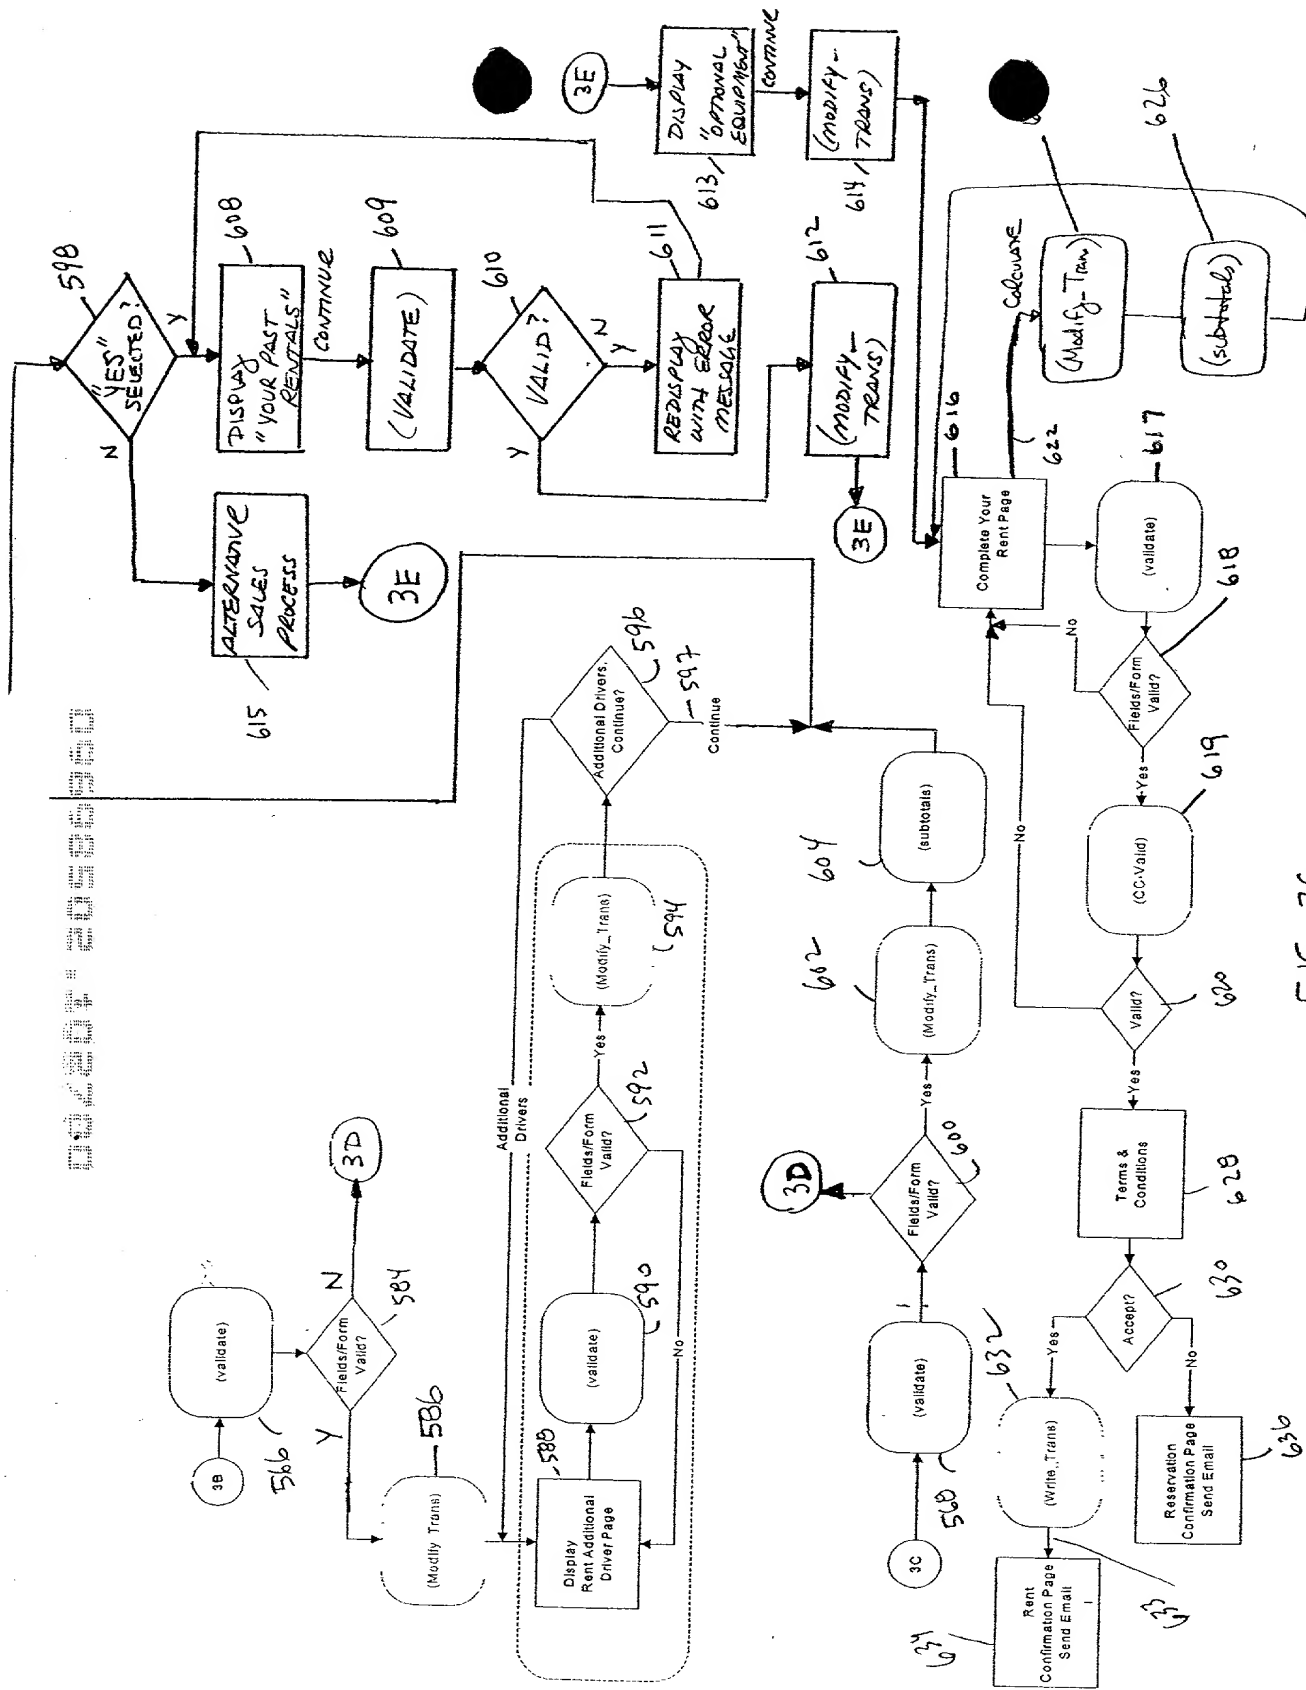 3B
(validate)
566
Fields/Form
Valid?
584
N
3D
Y
(Modify Trans)
586
Additional
Drivers
Display
Rent Additional
Driver Page
588
(validate)
590
Fields/Form
Valid?
592
Yes
No
(Modify_Trans)
594
Additional Drivers,
Continue?
596
597
Continue
3C
(validate)
568
Fields/Form
Valid?
600
3D
Yes
(Modify_Trans)
602
(subtotals)
604
"YES"
SELECTED?
598
N
Y
ALTERNATIVE
SALES
PROCESS
615
3E
DISPLAY
"YOUR PAST
RENTALS"
608
CONTINUE
(VALIDATE)
609
VALID?
610
Y
N
Y
REDISPLAY
WITH ERROR
MESSAGE
611
(MODIFY-
TRANS)
612
3E
3E
DISPLAY
"OPTIONAL
EQUIPMENT"
613
CONTINUE
(MODIFY-
TRANS)
614
Complete Your
Rent Page
616
622
CALCULATE
(Modify_Tran)
(subtotals)
626
(validate)
617
Fields/Form
Valid?
618
No
Yes
(CC-Valid)
619
Valid?
620
No
Yes
Terms &
Conditions
628
Accept?
630
Yes
No
(Write_Trans)
632
633
Rent
Confirmation Page
Send Email
634
Reservation
Confirmation Page
Send Email
636